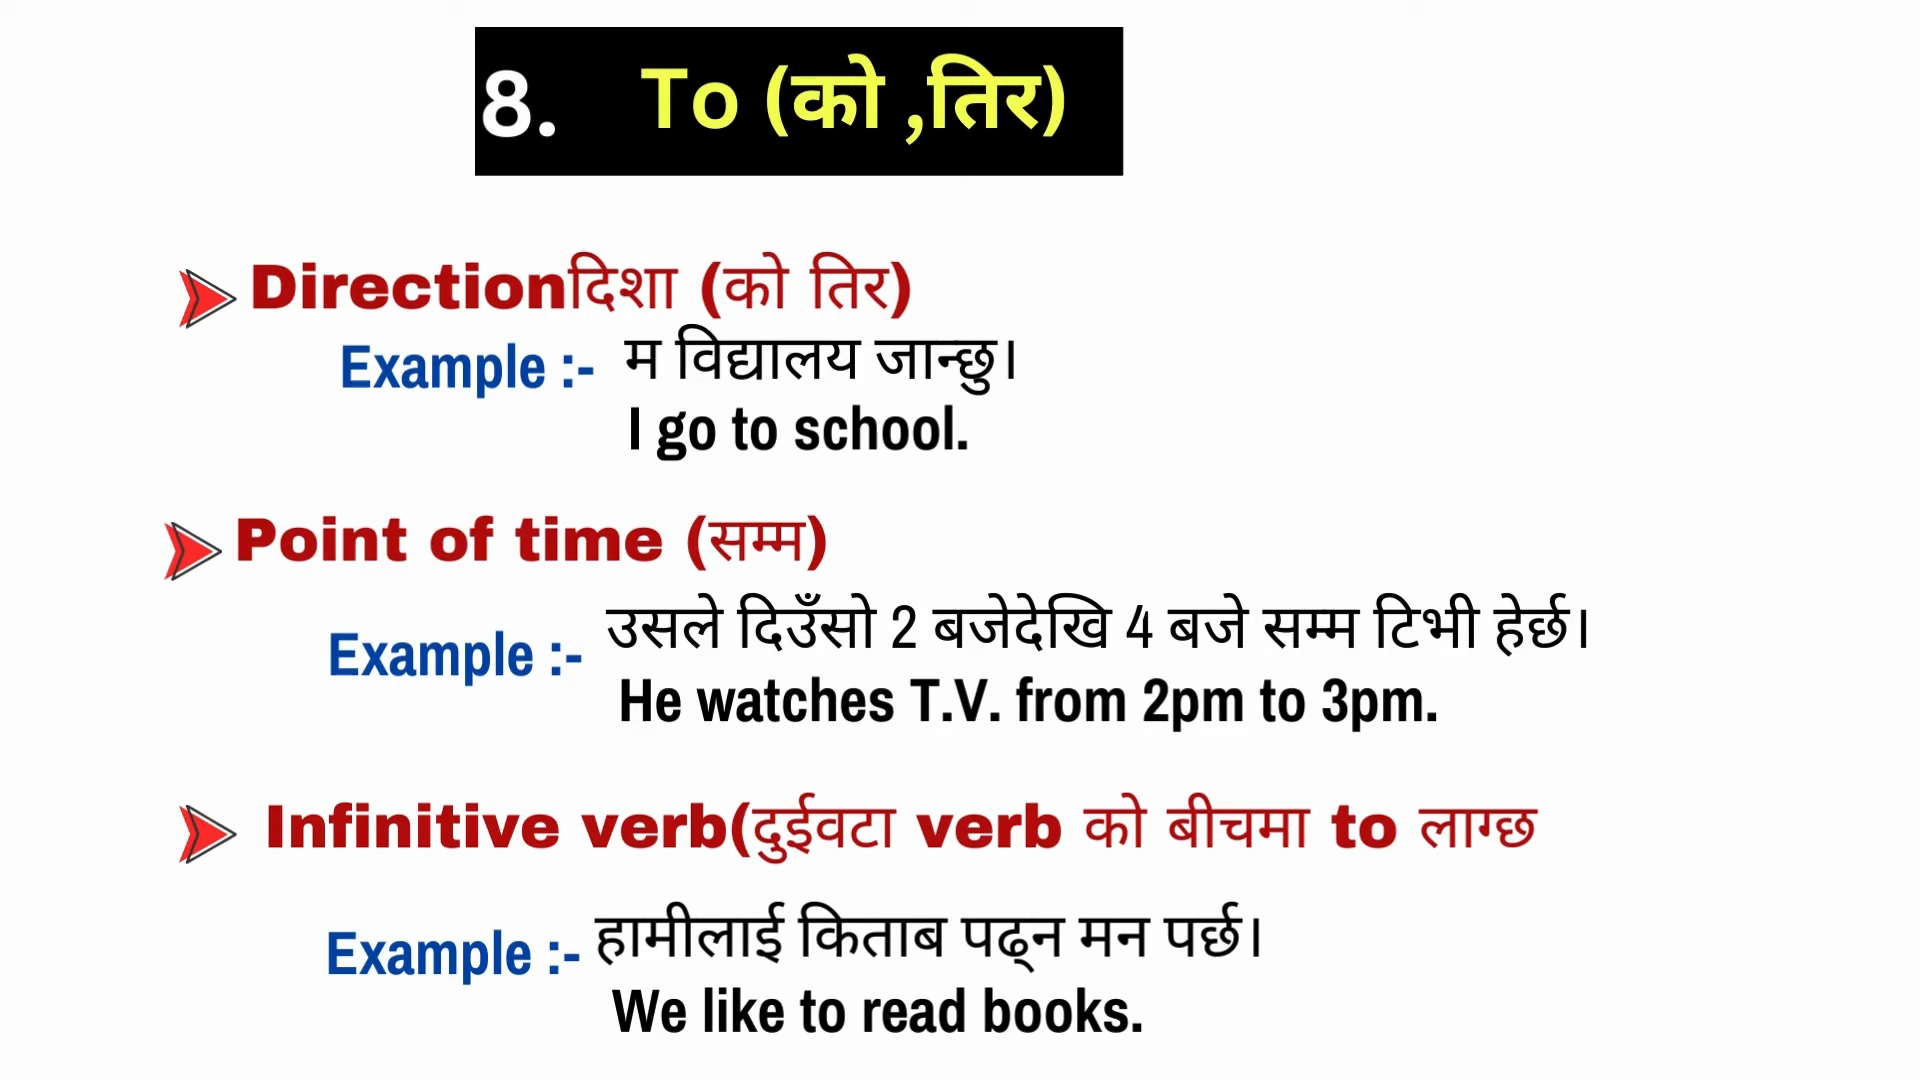 8. To (को ,तिर)
Directionदिशा (को तिर)
Example :- म विद्यालय जान्छु।
I go to school.
Point of time (सम्म)
Example :- उसले दिउँसो 2 बजेदेखि 4 बजे सम्म टिभी हेर्छ।
He watches T.V. from 2pm to 3pm.
Infinitive verb(दुईवटा verb को बीचमा to लाग्छ
Example :- हामीलाई किताब पढ्न मन पर्छ।
We like to read books.